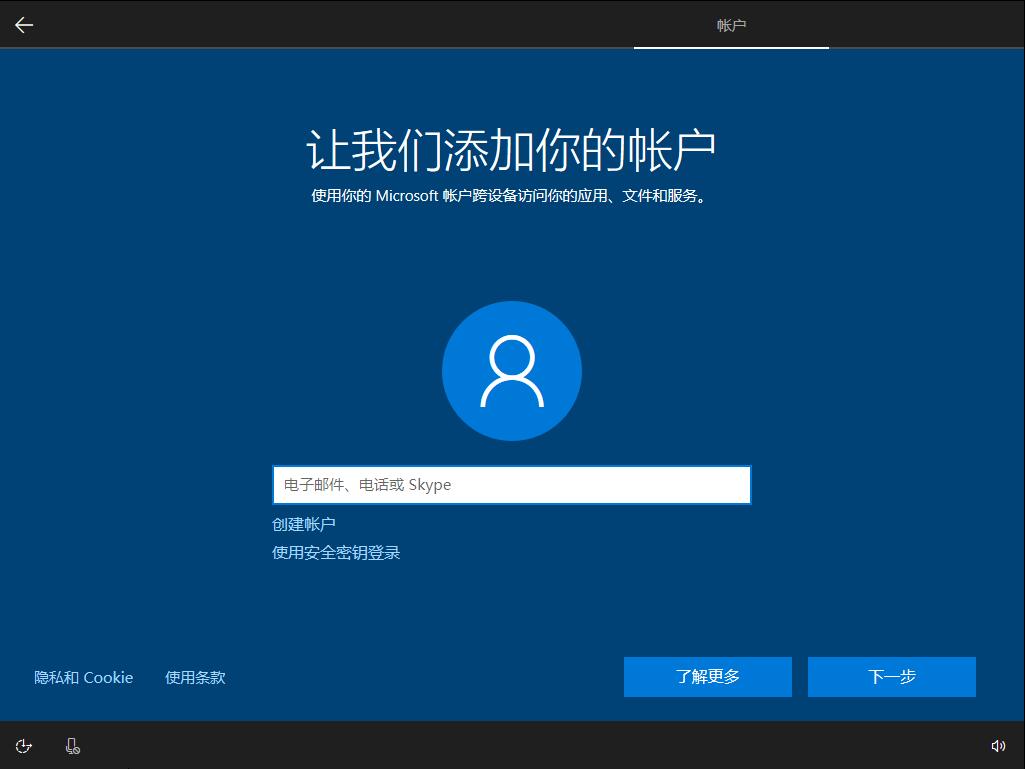 帐户
让我们添加你的帐户
使用你的 Microsoft 帐户跨设备访问你的应用、文件和服务。
电子邮件、电话或 Skype
创建帐户
使用安全密钥登录
隐私和 Cookie
使用条款
了解更多
下一步